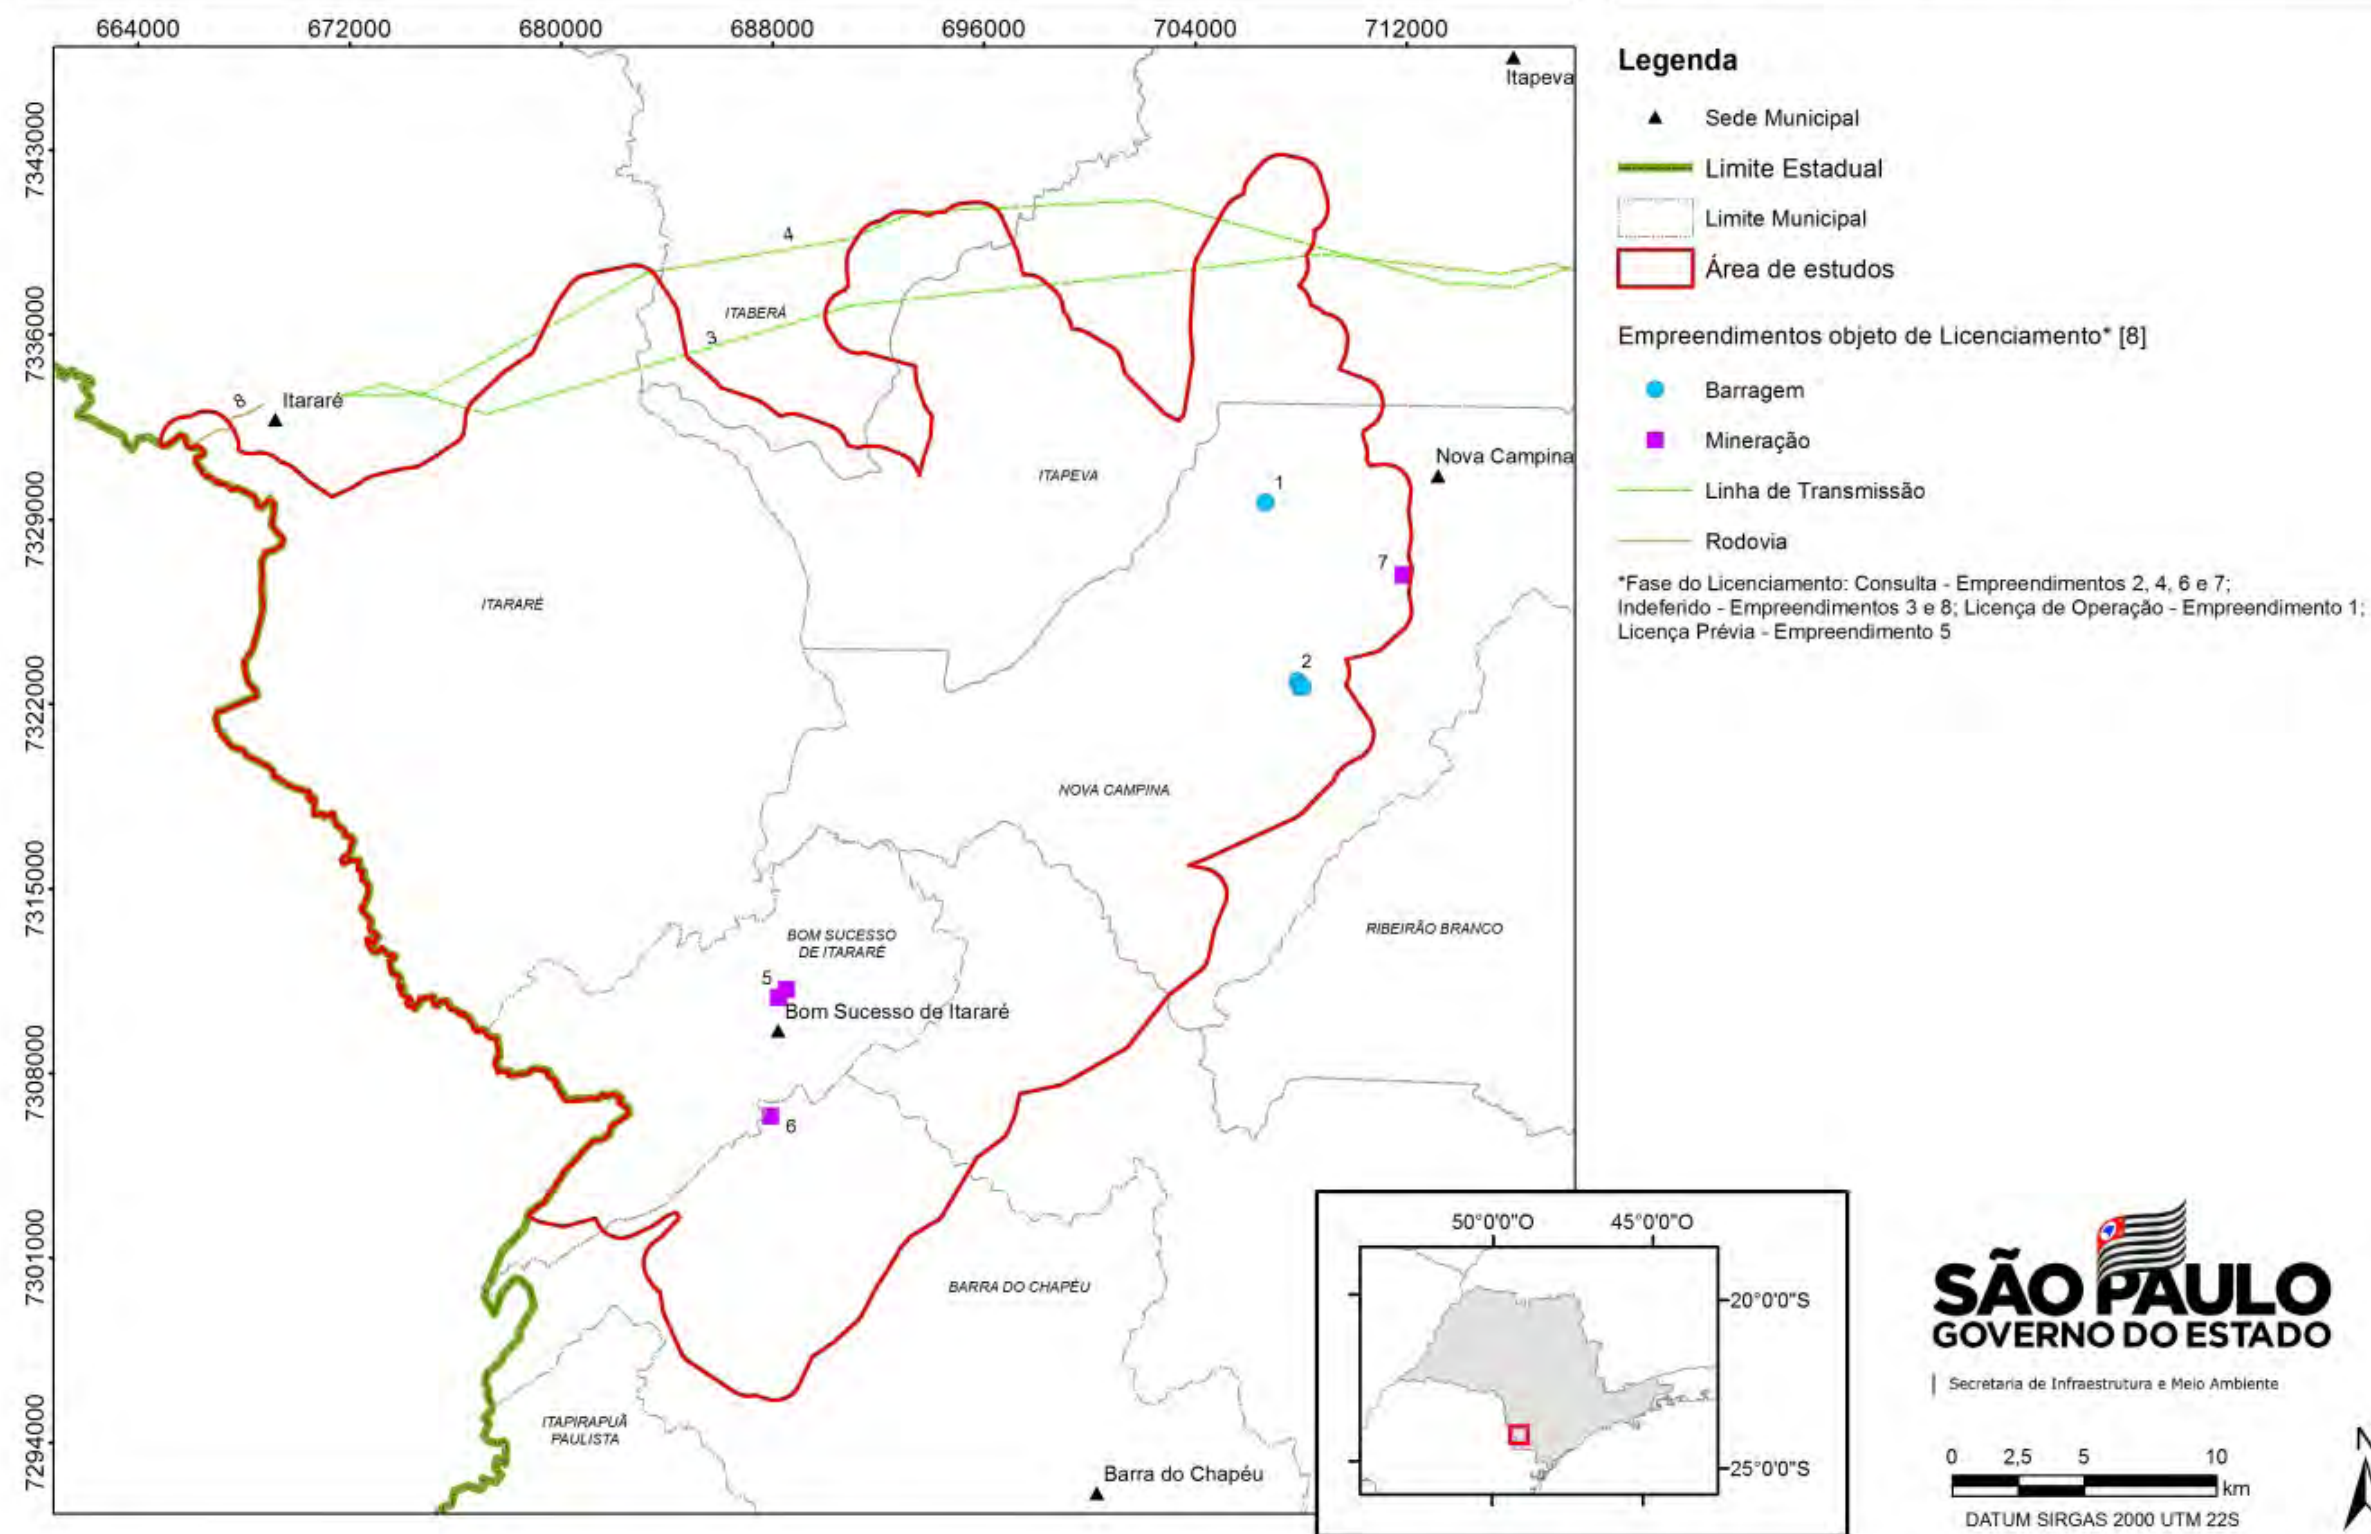 664000 672000 680000 688000 696000 704000 712000
7343000
7336000
7329000
7322000
7315000
7308000
7301000
7294000
Itapeva
4
ITABERÁ
3
8
Itararé
ITAPEVA
Nova Campina
1
7
ITARARÉ
2
NOVA CAMPINA
BOM SUCESSO
DE ITARARÉ
RIBEIRÃO BRANCO
5
Bom Sucesso de Itararé
6
BARRA DO CHAPÉU
ITAPIRAPUÃ
PAULISTA
Barra do Chapéu
Legenda
Sede Municipal
Limite Estadual
Limite Municipal
Área de estudos
Empreendimentos objeto de Licenciamento* [8]
Barragem
Mineração
Linha de Transmissão
Rodovia
*Fase do Licenciamento: Consulta - Empreendimentos 2, 4, 6 e 7;
Indeferido - Empreendimentos 3 e 8; Licença de Operação - Empreendimento 1;
Licença Prévia - Empreendimento 5
50°0'0"O 45°0'0"O
20°0'0"S
25°0'0"S
SÃO PAULO
GOVERNO DO ESTADO
Secretaria de Infraestrutura e Meio Ambiente
0 2,5 5 10
km
DATUM SIRGAS 2000 UTM 22S
N